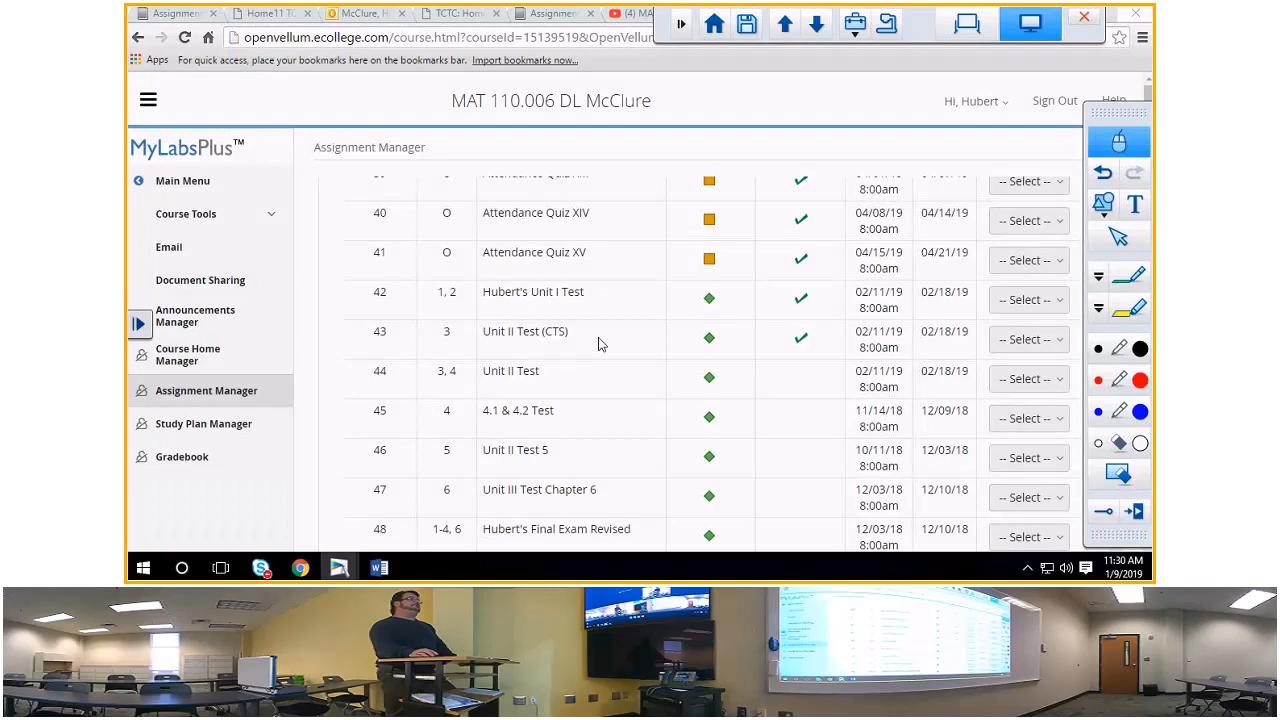 Assignment × Home11 TC × McClure, H × TCTC: Home × Assignment × (4) MA
openvellum.ecollege.com/course.html?courseId=15139519&OpenVellum
Apps For quick access, place your bookmarks here on the bookmarks bar. Import bookmarks now...
MAT 110.006 DL McClure
Hi, Hubert Sign Out Help
MyLabsPlus™
Main Menu
Course Tools
Email
Document Sharing
Announcements
Manager
Course Home
Manager
Assignment Manager
Study Plan Manager
Gradebook
Assignment Manager
8:00am -- Select --
40 O Attendance Quiz XIV 04/08/19 04/14/19 -- Select --
8:00am
41 O Attendance Quiz XV 04/15/19 04/21/19 -- Select --
8:00am
42 1, 2 Hubert's Unit I Test 02/11/19 02/18/19 -- Select --
8:00am
43 3 Unit II Test (CTS) 02/11/19 02/18/19 -- Select --
8:00am
44 3, 4 Unit II Test 02/11/19 02/18/19 -- Select --
8:00am
45 4 4.1 & 4.2 Test 11/14/18 12/09/18 -- Select --
8:00am
46 5 Unit II Test 5 10/11/18 12/03/18 -- Select --
8:00am
47 6 Unit III Test Chapter 6 12/03/18 12/10/18 -- Select --
8:00am
48 1-4, 6 Hubert's Final Exam Revised 12/03/18 12/10/18 -- Select --
8:00am
T
11:30 AM
1/9/2019